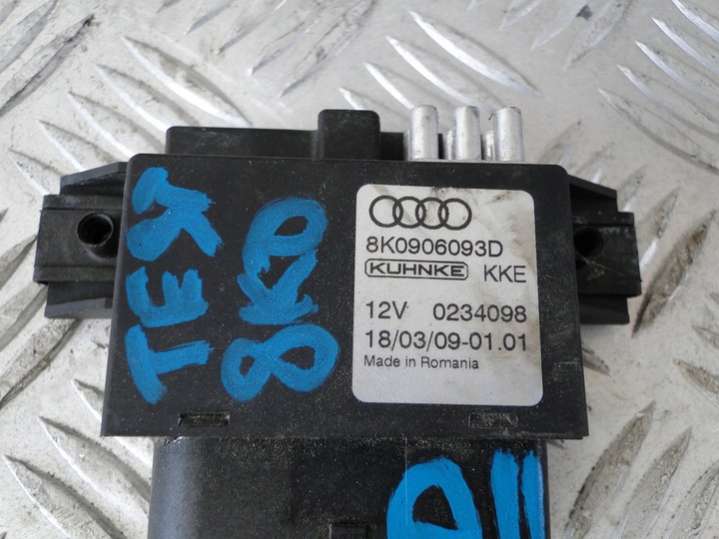 TEST
8K0
8K0906093D
KUHNKE KKE
12V 0234098
18/03/09-01.01
Made in Romania